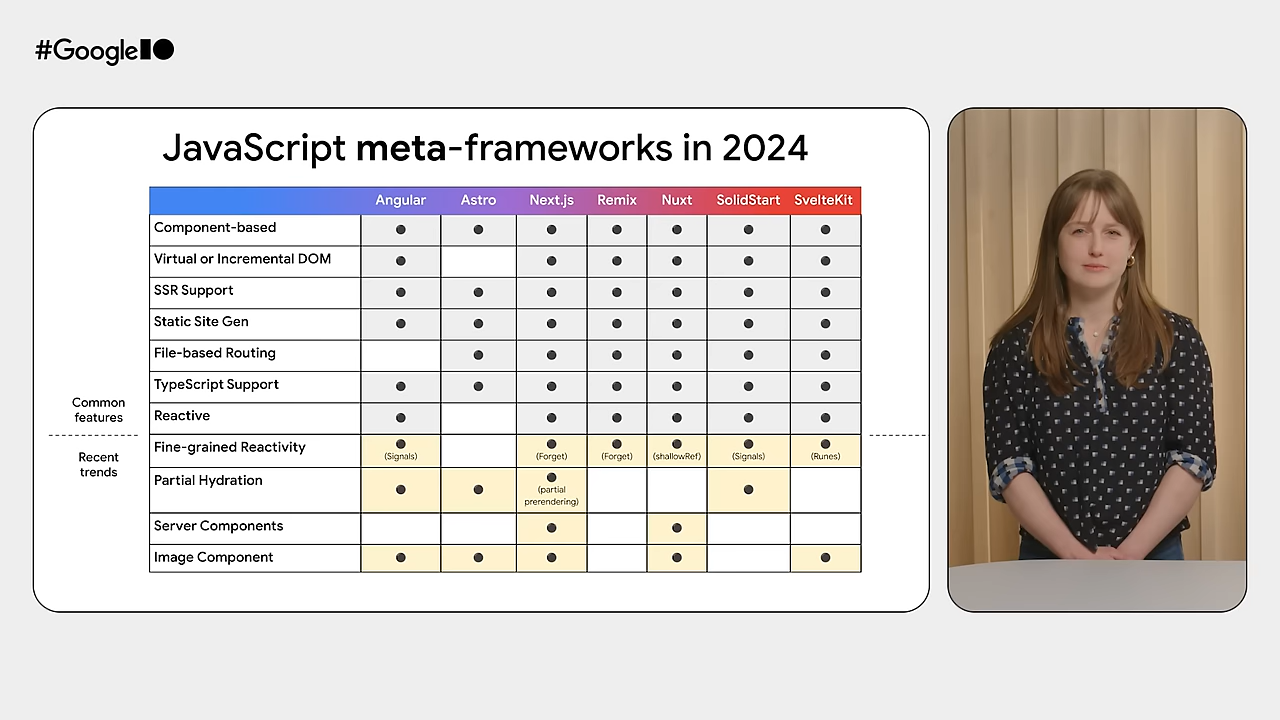 #GoogleIO
JavaScript meta-frameworks in 2024
Angular Astro Next.js Remix Nuxt SolidStart SvelteKit
Component-based
Virtual or Incremental DOM
SSR Support
Static Site Gen
File-based Routing
TypeScript Support
Common
features
Reactive
Fine-grained Reactivity
(Signals) (Forget) (Forget) (shallowRef) (Signals) (Runes)
Recent
trends
Partial Hydration
(partial
prerendering)
Server Components
Image Component